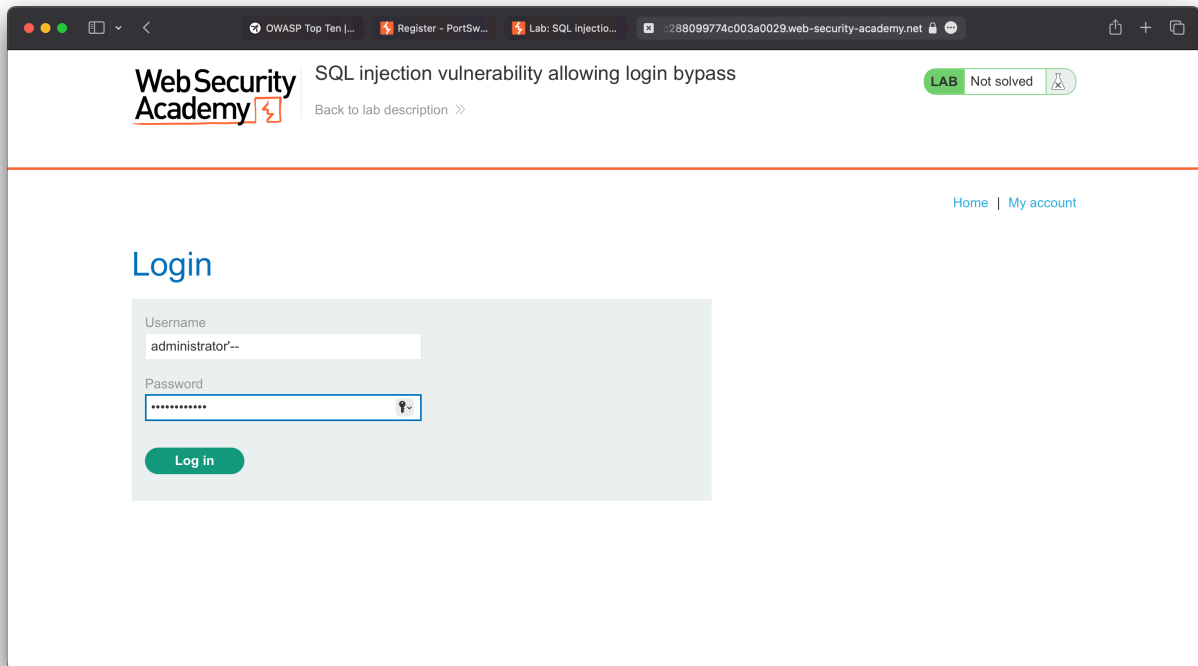 OWASP Top Ten |...
Register - PortSw...
Lab: SQL injectio...
:288099774c003a0029.web-security-academy.net
Web Security
Academy
SQL injection vulnerability allowing login bypass
Back to lab description
LAB Not solved
Home | My account
Login
Username
administrator'--
Password
••••••••••••
Log in